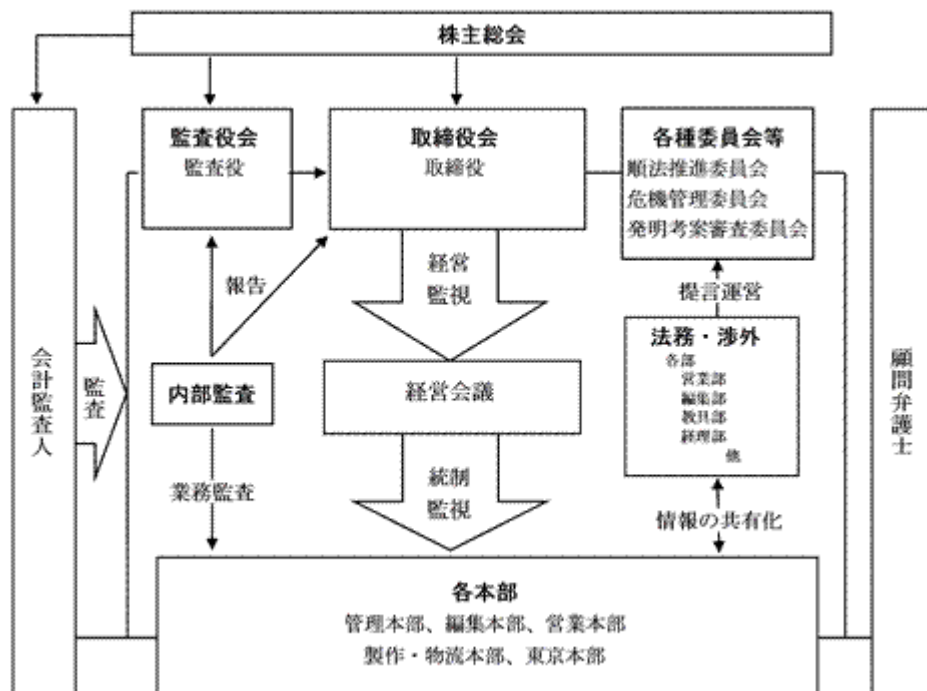 株主総会
監査役会
監査役
取締役会
取締役
各種委員会等
順法推進委員会
危機管理委員会
発明考案審査委員会
報告
経営
監視
提言運営
会計監査人
監査
内部監査
経営会議
法務・渉外
各部
営業部
編集部
教具部
経理部
他
顧問弁護士
業務監査
統制
監視
情報の共有化
各本部
管理本部、編集本部、営業本部
製作・物流本部、東京本部